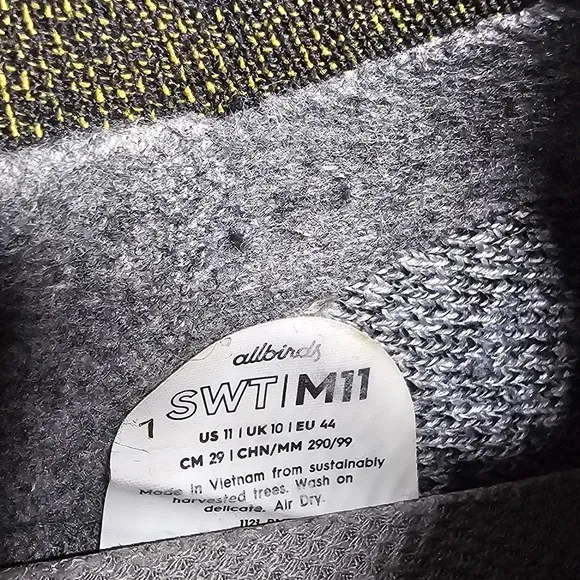 allbirds
SWT|M11
1
US 11 | UK 10 | EU 44
CM 29 | CHN/MM 290/99
Made in Vietnam from sustainably
harvested trees. Wash on
delicate. Air Dry.